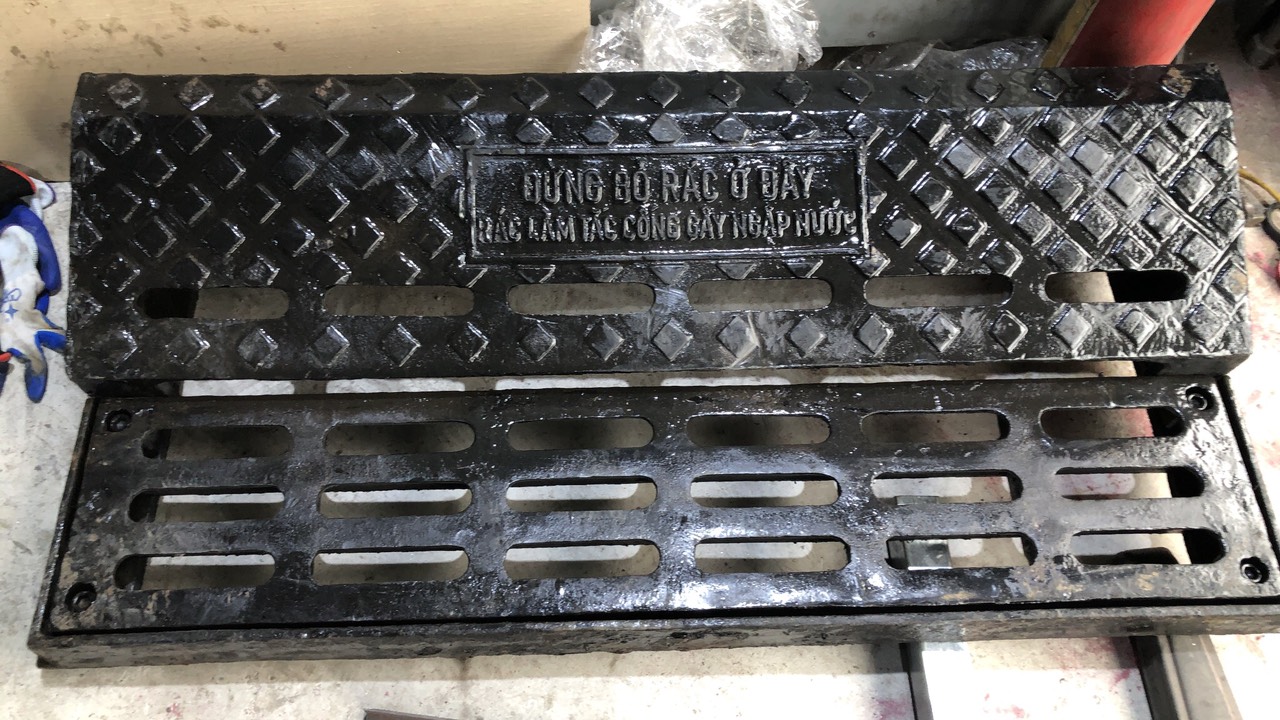 ĐỪNG BỎ RÁC Ở ĐÂY
RÁC LÀM TẮC CỐNG GÂY NGẬP NƯỚC